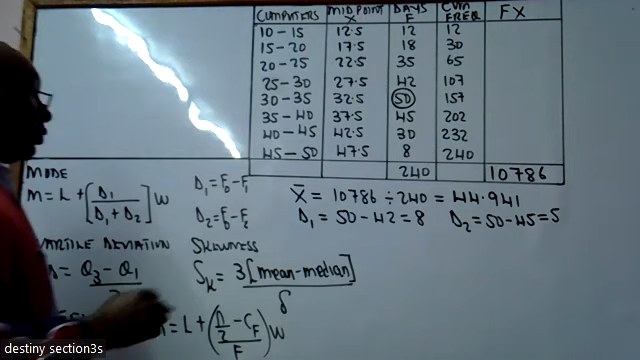 COMPUTERS MIDPOINT X DAYS F CUM FREQ FX
10-15 12.5 12 12
15-20 17.5 18 30
20-25 22.5 35 65
25-30 27.5 42 107
30-35 32.5 50 157
35-40 37.5 45 202
40-45 42.5 30 232
45-50 47.5 8 240
240 10786
MODE
M = L + [D₁ / (D₁ + D₂)] W
D₁ = F₀ - F₁
D₂ = F₀ - F₂
X̄ = 10786 ÷ 240 = 44.941
D₁ = 50 - 42 = 8 D₂ = 50 - 45 = 5
DEVIATION SKEWNESS
= Q₃ - Q₁
Sₖ = 3[mean-median] / δ
= L + ((n/2 - CF) / F) W
destiny section3s